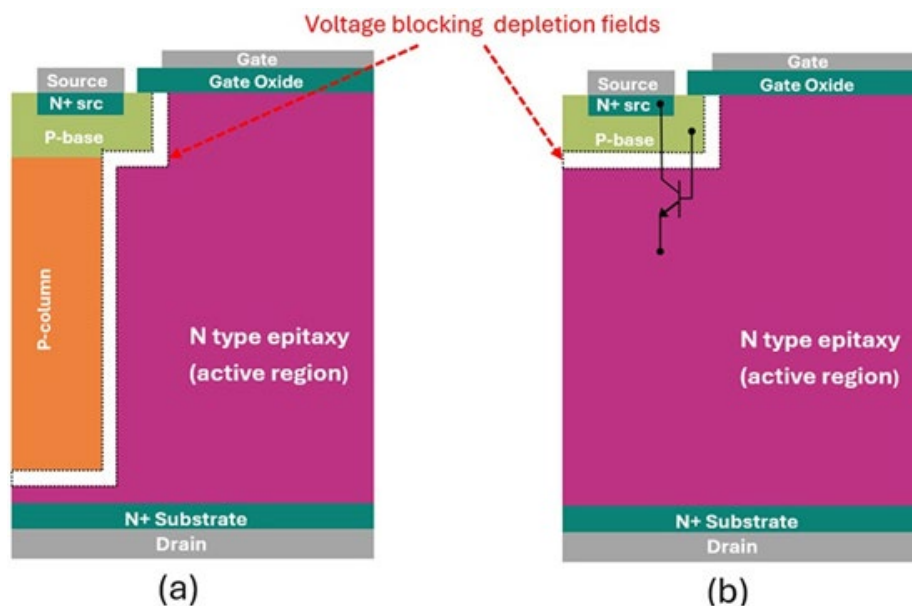 Voltage blocking depletion fields
Gate
Gate Oxide
Source
N+ src
P-base
P-column
N type epitaxy
(active region)
N+ Substrate
Drain
(a)
Gate
Gate Oxide
Source
N+ src
P-base
N type epitaxy
(active region)
N+ Substrate
Drain
(b)